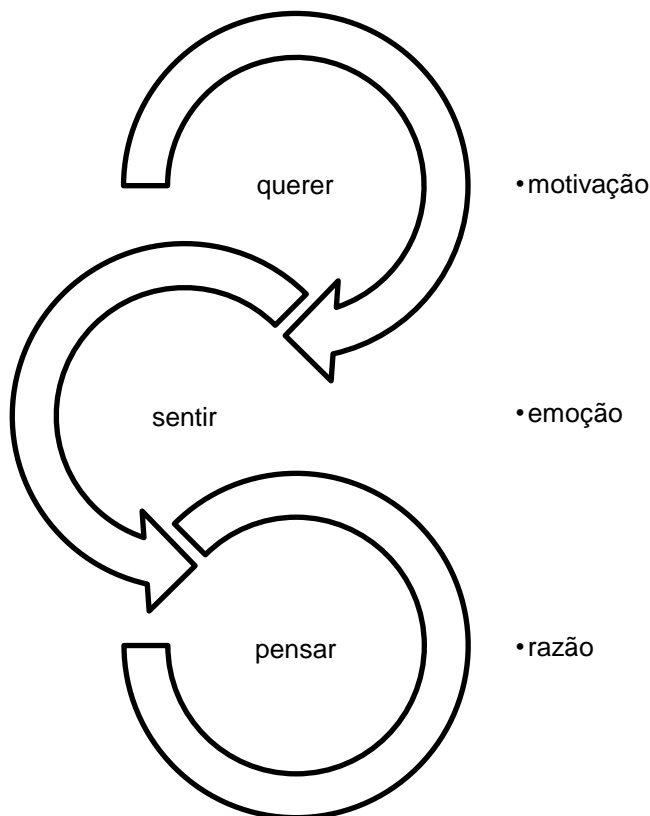 querer
•motivação
sentir
•emoção
pensar
•razão